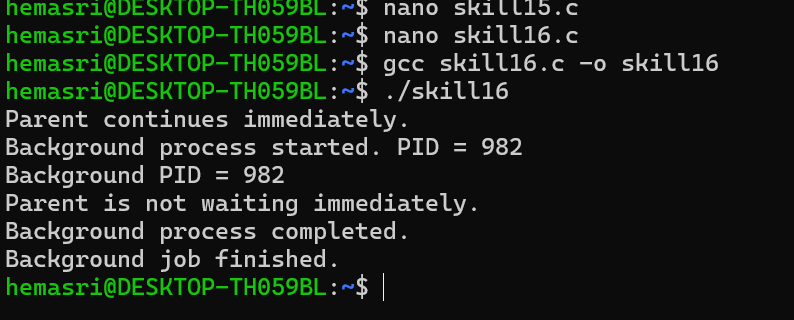 hemasri@DESKTOP-TH059BL:~$ nano skill15.c
hemasri@DESKTOP-TH059BL:~$ nano skill16.c
hemasri@DESKTOP-TH059BL:~$ gcc skill16.c -o skill16
hemasri@DESKTOP-TH059BL:~$ ./skill16
Parent continues immediately.
Background process started. PID = 982
Background PID = 982
Parent is not waiting immediately.
Background process completed.
Background job finished.
hemasri@DESKTOP-TH059BL:~$